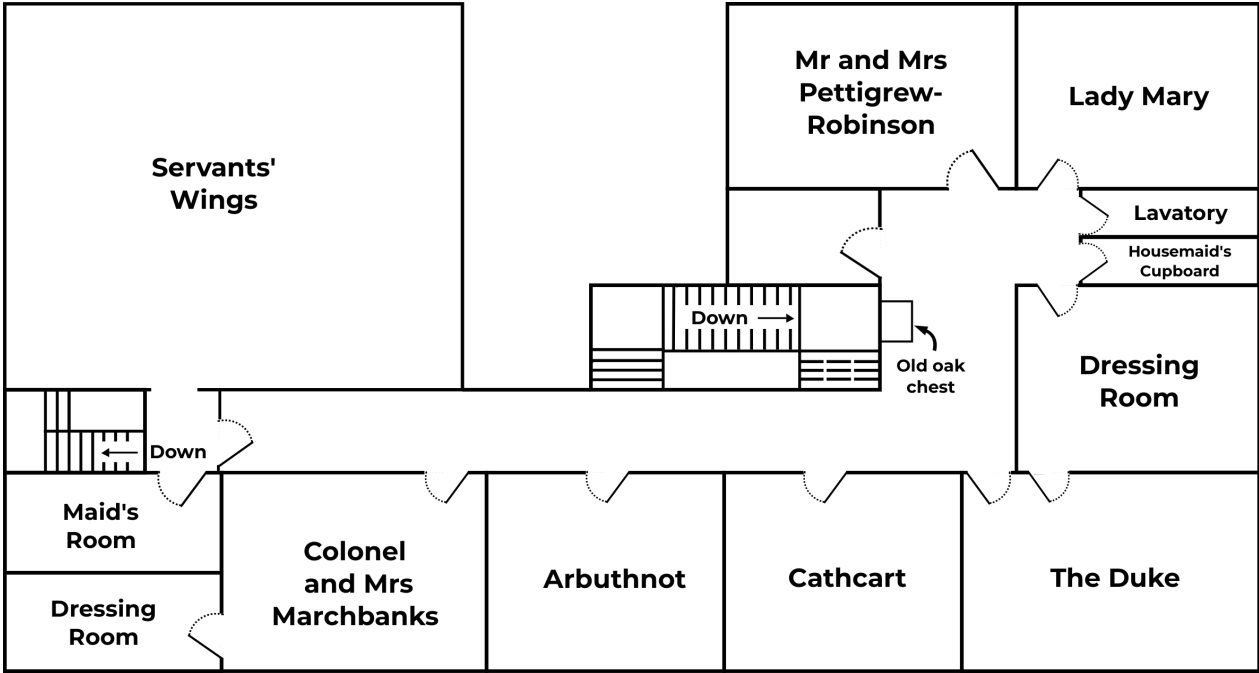 Servants'
Wings
Mr and Mrs
Pettigrew-
Robinson
Lady Mary
Lavatory
Housemaid's
Cupboard
Down
Old oak
chest
Dressing
Room
Down
Maid's
Room
Dressing
Room
Colonel
and Mrs
Marchbanks
Arbuthnot
Cathcart
The Duke